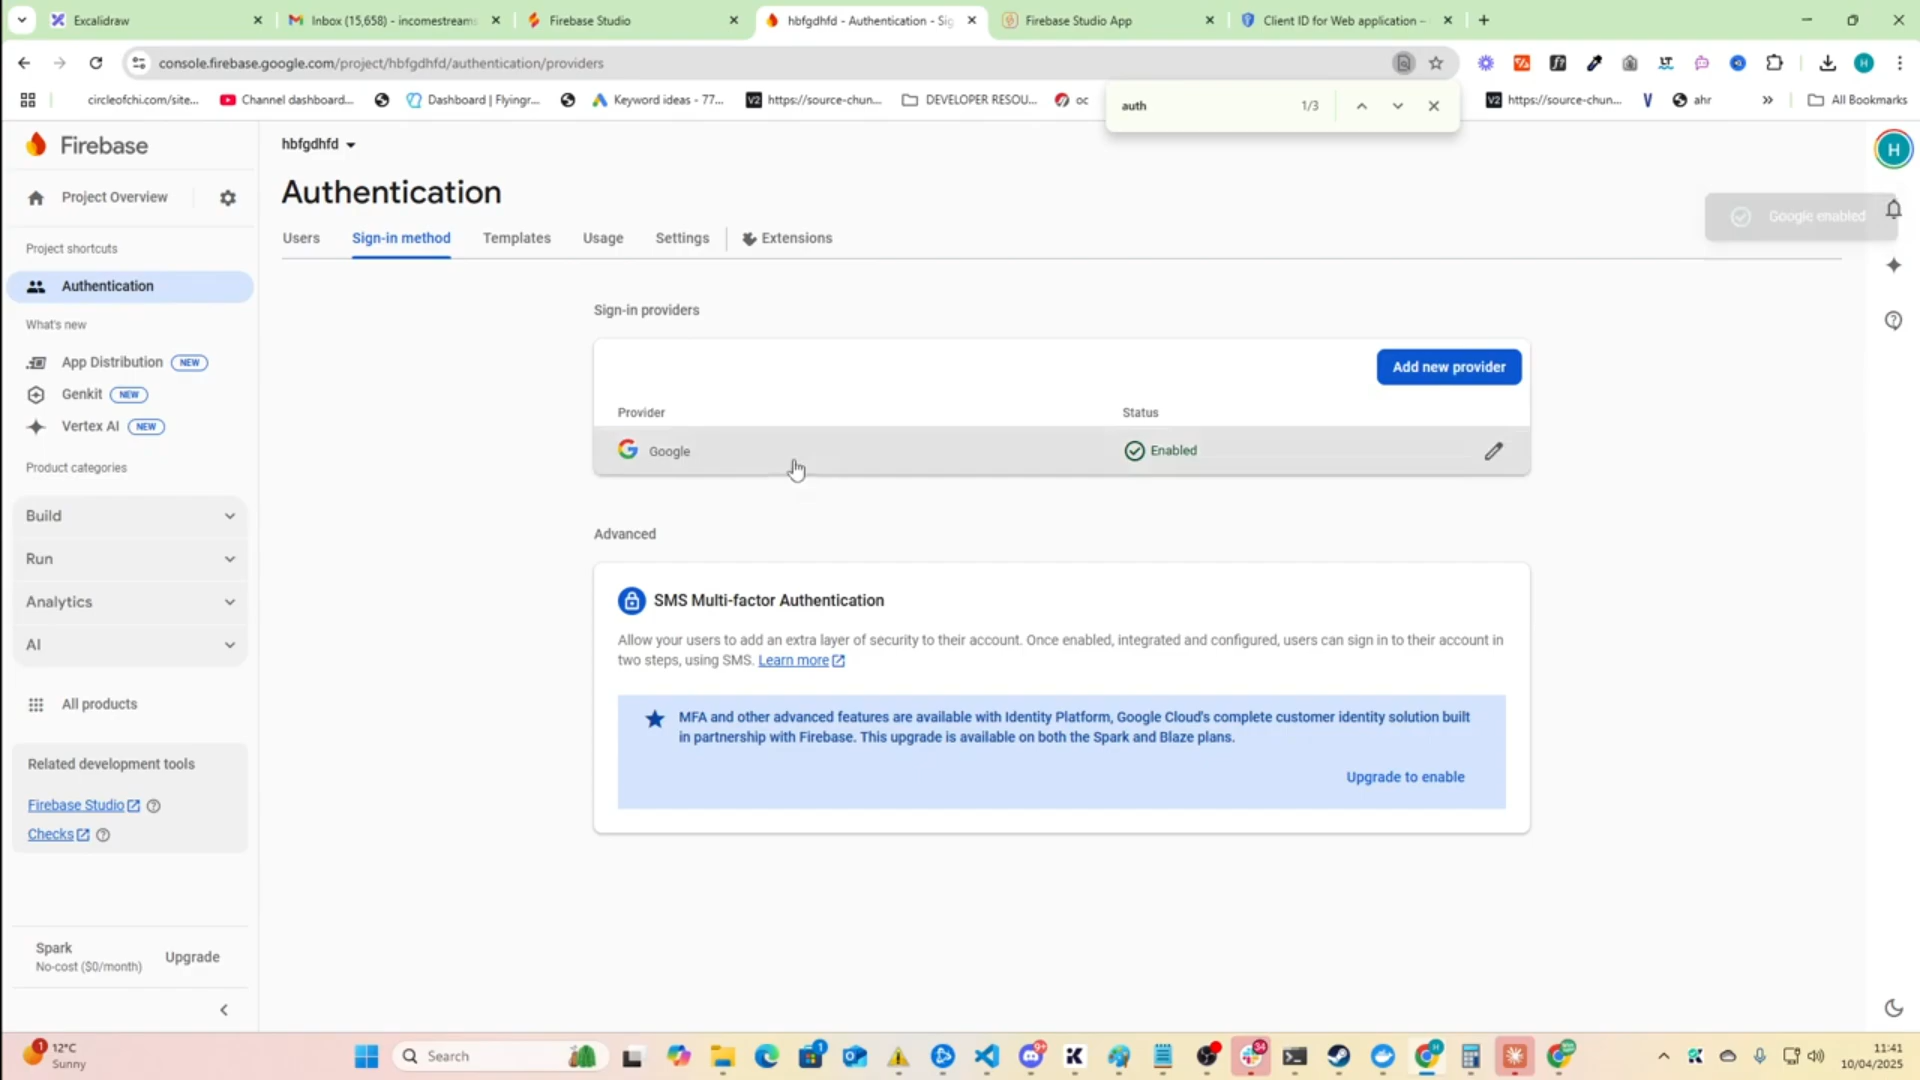 Excalidraw
Inbox (15,658) - incomestreams
Firebase Studio
hbfgdhfd - Authentication - Sig
Firebase Studio App
Client ID for Web application -
console.firebase.google.com/project/hbfgdhfd/authentication/providers
circleofchi.com/site...
Channel dashboard...
Dashboard | Flyingr...
Keyword ideas - 77...
https://source-chun...
DEVELOPER RESOU...
oc
auth
1/3
https://source-chun...
ahr
All Bookmarks
Firebase
hbfgdhfd
H
Project Overview
Authentication
Google enabled
Users
Sign-in method
Templates
Usage
Settings
Extensions
Project shortcuts
Authentication
What's new
App Distribution NEW
Genkit NEW
Vertex AI NEW
Product categories
Build
Run
Analytics
AI
All products
Related development tools
Firebase Studio
Checks
Spark
No-cost ($0/month)
Upgrade
Sign-in providers
Add new provider
Provider
Status
Google
Enabled
Advanced
SMS Multi-factor Authentication
Allow your users to add an extra layer of security to their account. Once enabled, integrated and configured, users can sign in to their account in
two steps, using SMS. Learn more
MFA and other advanced features are available with Identity Platform, Google Cloud's complete customer identity solution built
in partnership with Firebase. This upgrade is available on both the Spark and Blaze plans.
Upgrade to enable
12°C
Sunny
Search
11:41
10/04/2025